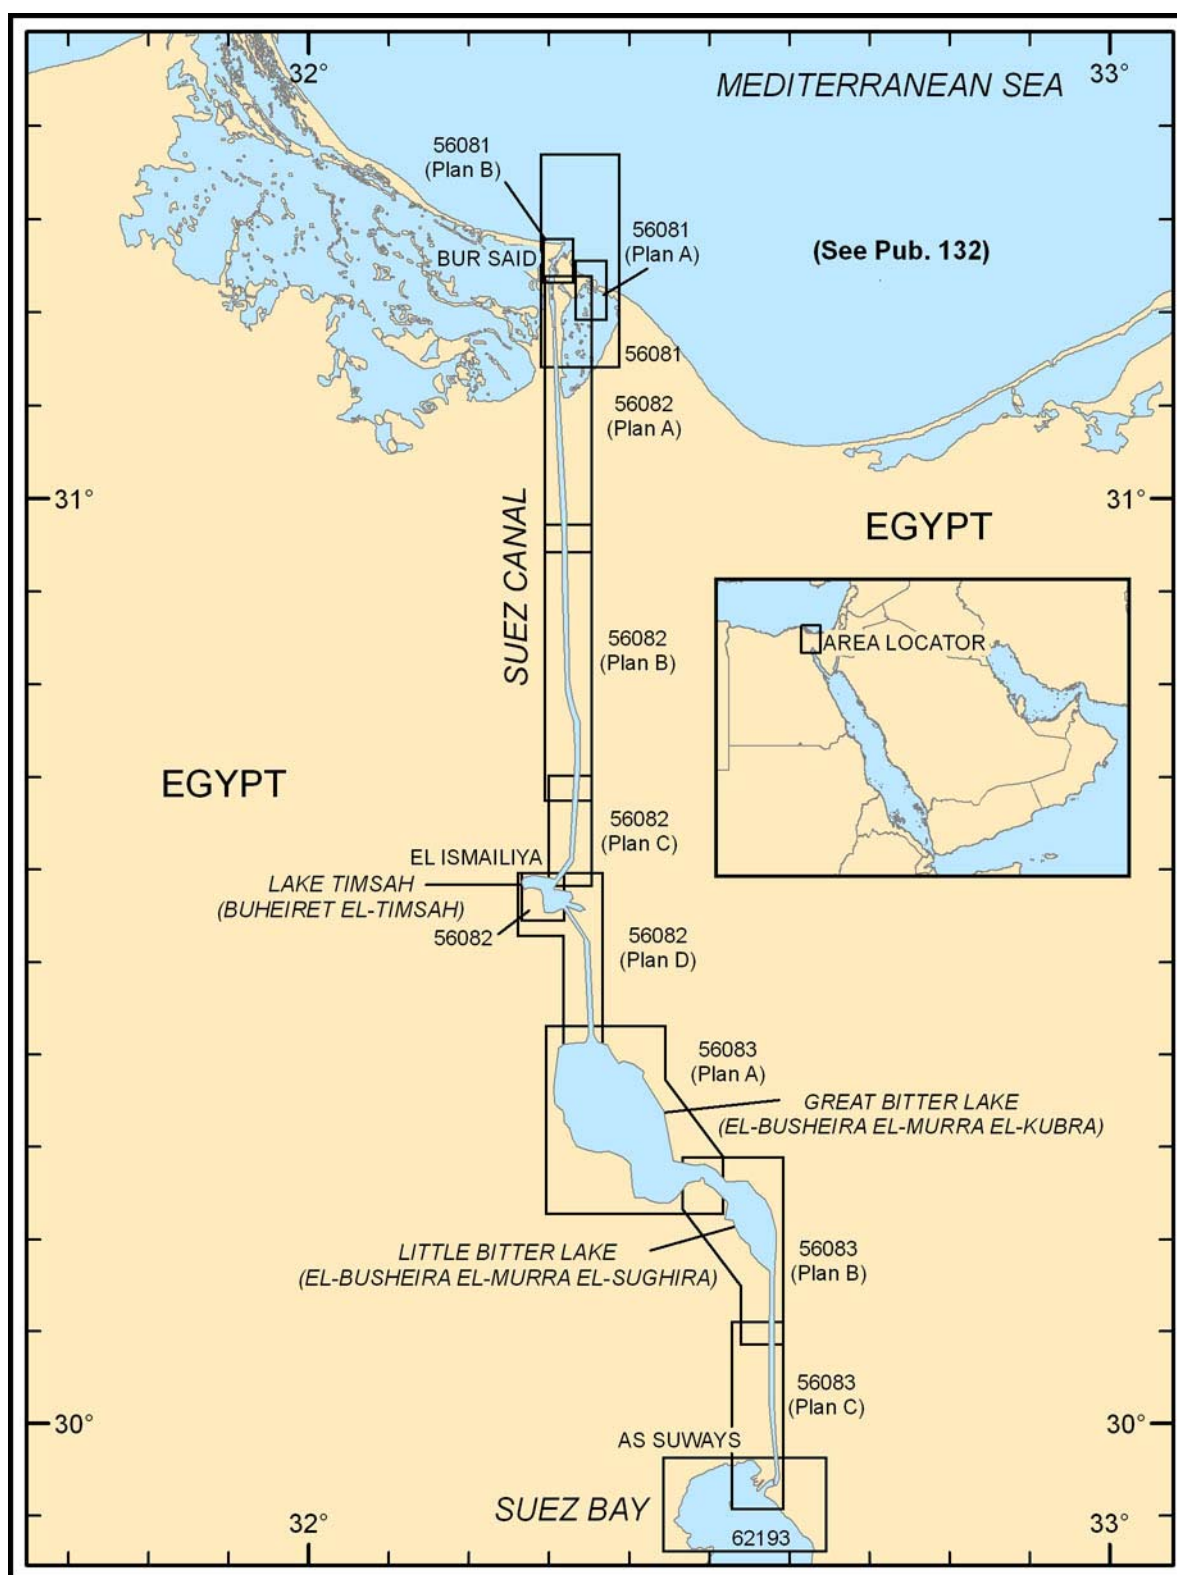 32°
MEDITERRANEAN SEA
33°
56081
(Plan B)
56081
(Plan A)
BUR SAID
(See Pub. 132)
56081
56082
(Plan A)
31°
31°
SUEZ CANAL
EGYPT
56082
(Plan B)
AREA LOCATOR
EGYPT
56082
(Plan C)
EL ISMAILIYA
LAKE TIMSAH
(BUHEIRET EL-TIMSAH)
56082
56082
(Plan D)
56083
(Plan A)
GREAT BITTER LAKE
(EL-BUSHEIRA EL-MURRA EL-KUBRA)
LITTLE BITTER LAKE
(EL-BUSHEIRA EL-MURRA EL-SUGHIRA)
56083
(Plan B)
56083
(Plan C)
30°
30°
AS SUWAYS
SUEZ BAY
32°
62193
33°